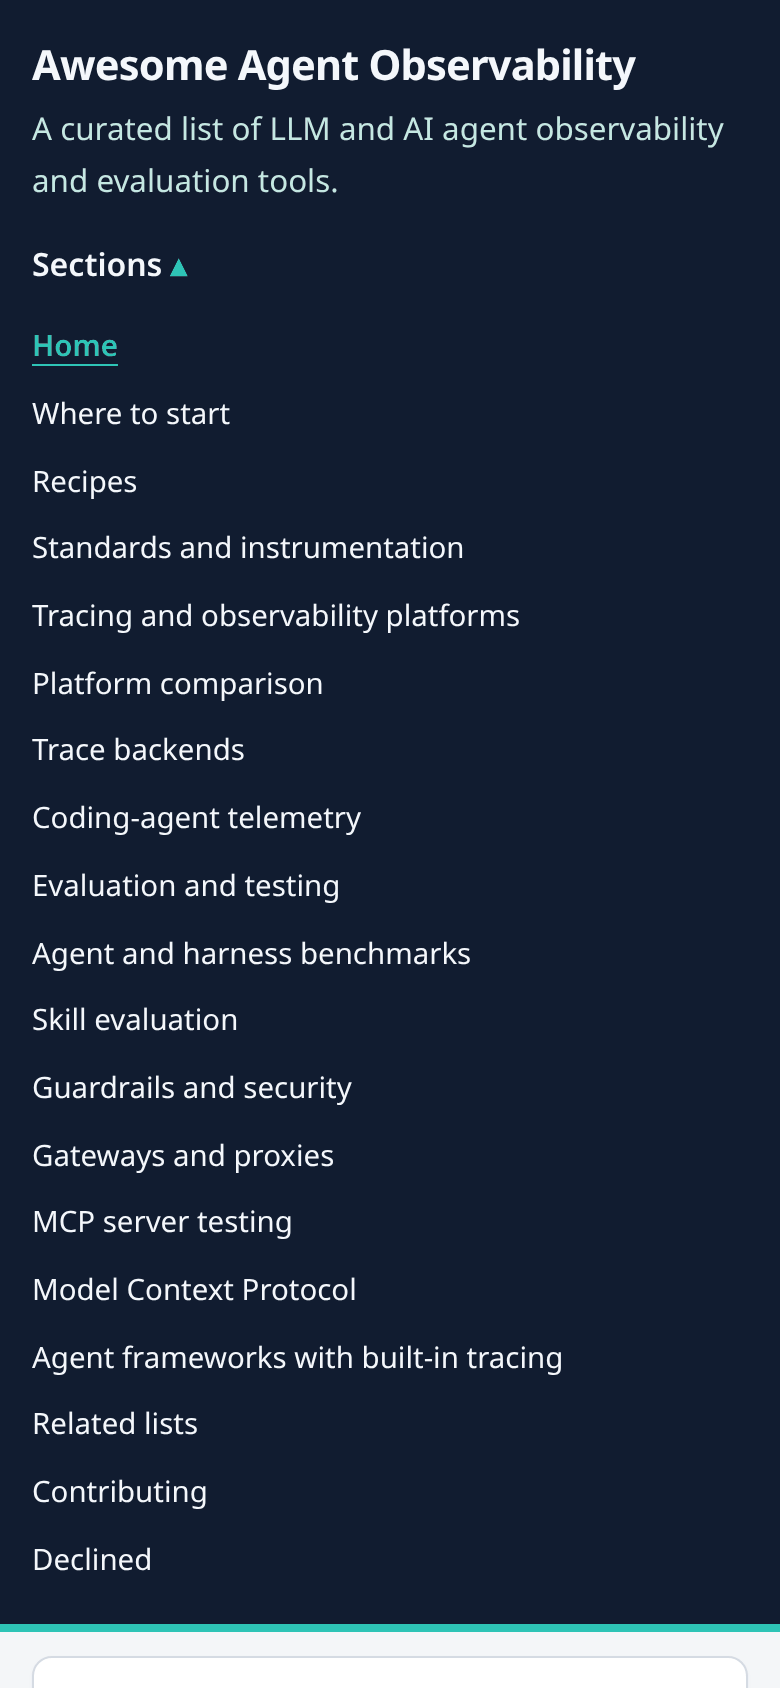 Awesome Agent Observability
A curated list of LLM and AI agent observability
and evaluation tools.
Sections ▲
Home
Where to start
Recipes
Standards and instrumentation
Tracing and observability platforms
Platform comparison
Trace backends
Coding-agent telemetry
Evaluation and testing
Agent and harness benchmarks
Skill evaluation
Guardrails and security
Gateways and proxies
MCP server testing
Model Context Protocol
Agent frameworks with built-in tracing
Related lists
Contributing
Declined